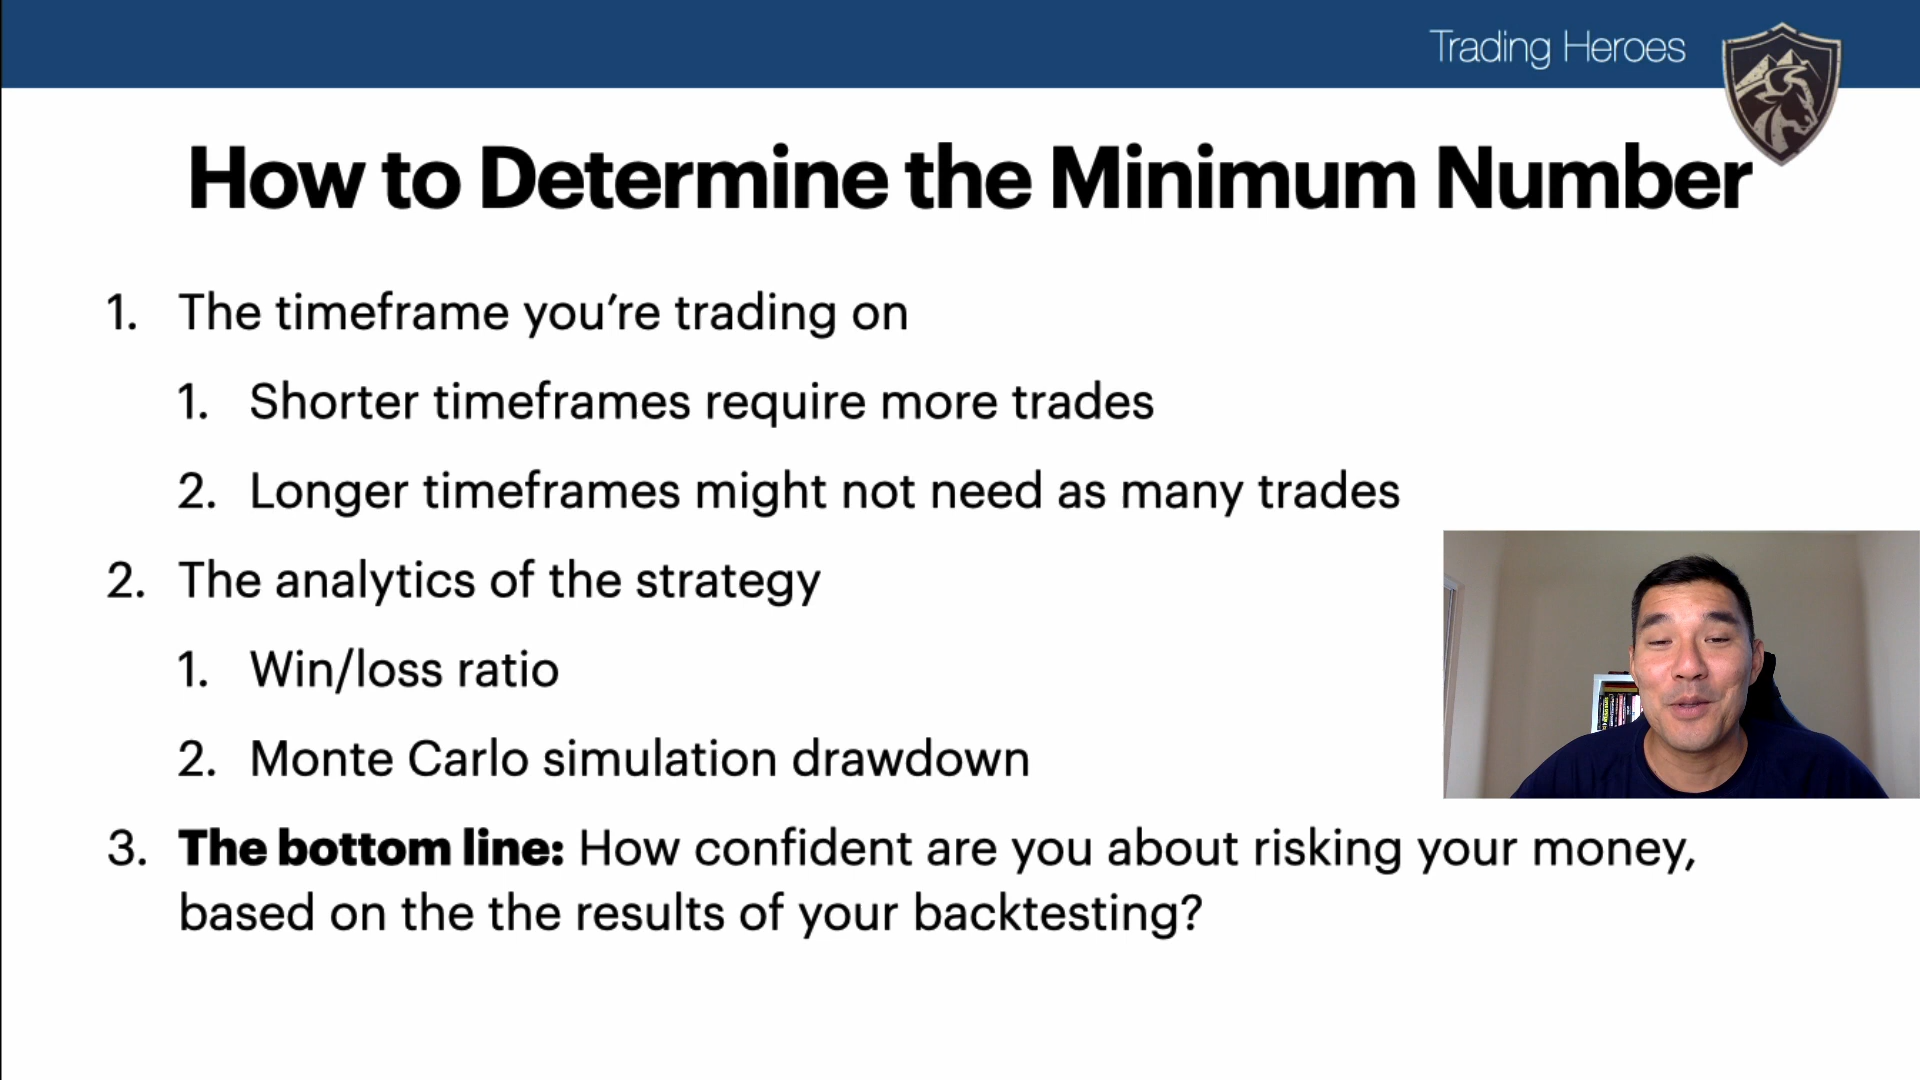 Trading Heroes
How to Determine the Minimum Number
1. The timeframe you're trading on
1. Shorter timeframes require more trades
2. Longer timeframes might not need as many trades
2. The analytics of the strategy
1. Win/loss ratio
2. Monte Carlo simulation drawdown
3. The bottom line: How confident are you about risking your money,
based on the the results of your backtesting?